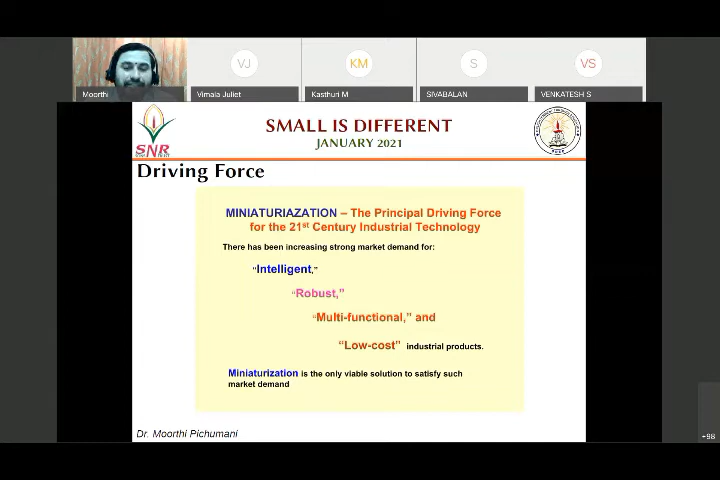 VJ
KM
S
VS
Moorthi
Vimala Juliet
Kasthuri M
SIVABALAN
VENKATESH S
SMALL IS DIFFERENT
JANUARY 2021
SNR
Driving Force
MINIATURIAZATION – The Principal Driving Force
for the 21st Century Industrial Technology
There has been increasing strong market demand for:
“Intelligent,”
“Robust,”
“Multi-functional,” and
“Low-cost” industrial products.
Miniaturization is the only viable solution to satisfy such
market demand
Dr. Moorthi Pichumani
+98